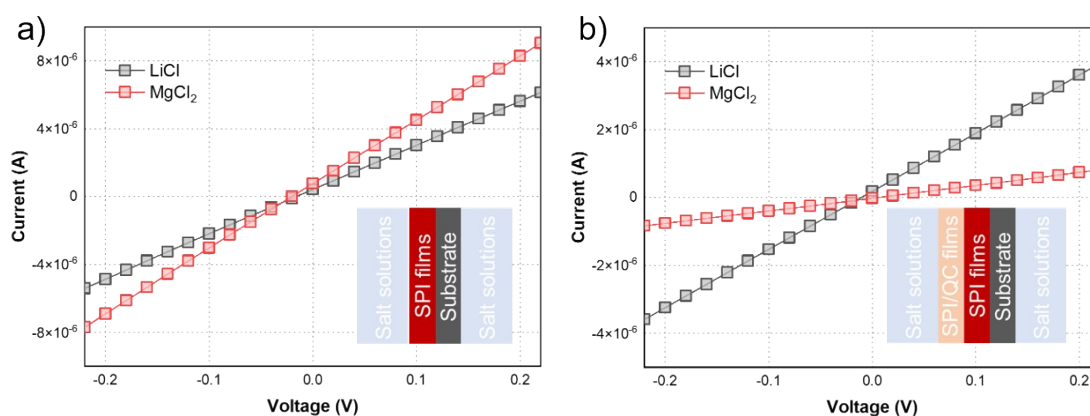 a)
LiCl
MgCl₂
8×10⁻⁶
4×10⁻⁶
0
-4×10⁻⁶
-8×10⁻⁶
Current (A)
-0.2
-0.1
0.0
0.1
0.2
Voltage (V)
Salt solutions
SPI films
Substrate
Salt solutions
b)
LiCl
MgCl₂
4×10⁻⁶
2×10⁻⁶
0
-2×10⁻⁶
-4×10⁻⁶
Current (A)
-0.2
-0.1
0.0
0.1
0.2
Voltage (V)
Salt solutions
SPI/QC films
SPI films
Substrate
Salt solutions